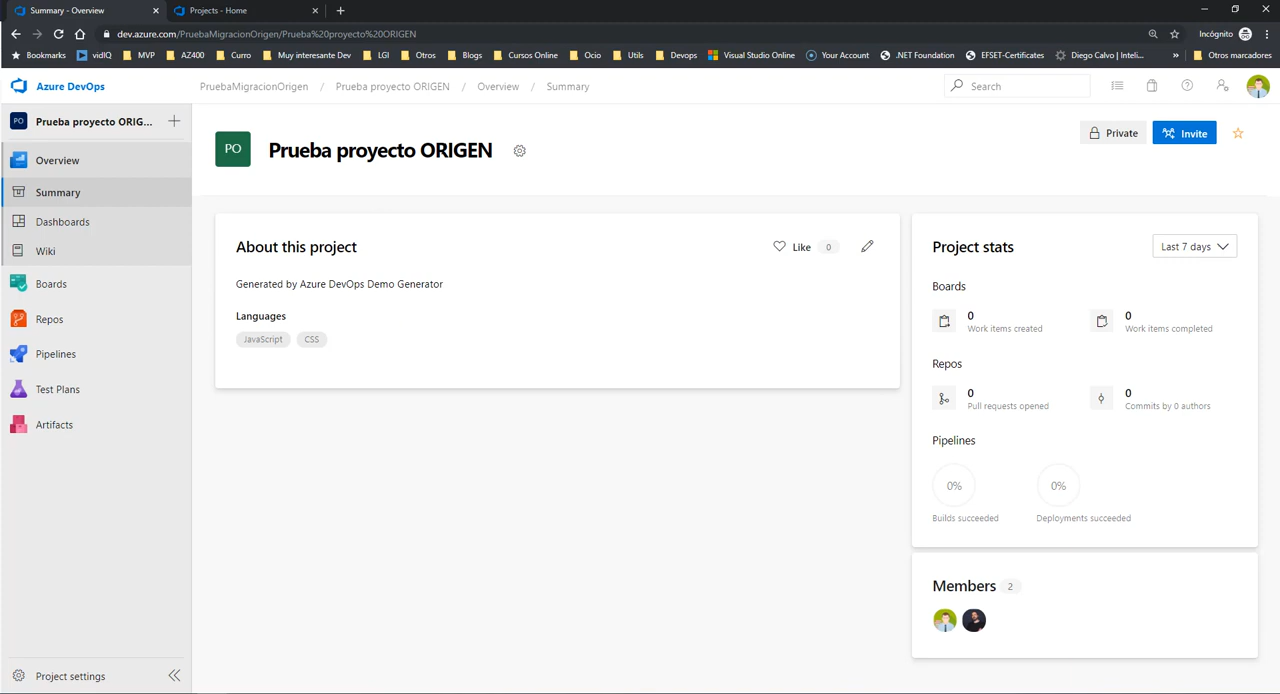 Summary - Overview
Projects - Home
dev.azure.com/PruebaMigracionOrigen/Prueba%20proyecto%20ORIGEN
Incógnito
Bookmarks
vidIQ
MVP
AZ400
Curro
Muy interesante Dev
LGI
Otros
Blogs
Cursos Online
Ocio
Utils
Devops
Visual Studio Online
Your Account
.NET Foundation
EFSET-Certificates
Diego Calvo | Inteli...
»
Otros marcadores
Azure DevOps
PruebaMigracionOrigen / Prueba proyecto ORIGEN / Overview / Summary
Search
PO
Prueba proyecto ORIG...
Overview
Summary
Dashboards
Wiki
Boards
Repos
Pipelines
Test Plans
Artifacts
Project settings
PO
Prueba proyecto ORIGEN
Private
Invite
About this project
Like 0
Generated by Azure DevOps Demo Generator
Languages
JavaScript
CSS
Project stats
Last 7 days
Boards
0
Work items created
0
Work items completed
Repos
0
Pull requests opened
0
Commits by 0 authors
Pipelines
0%
Builds succeeded
0%
Deployments succeeded
Members 2